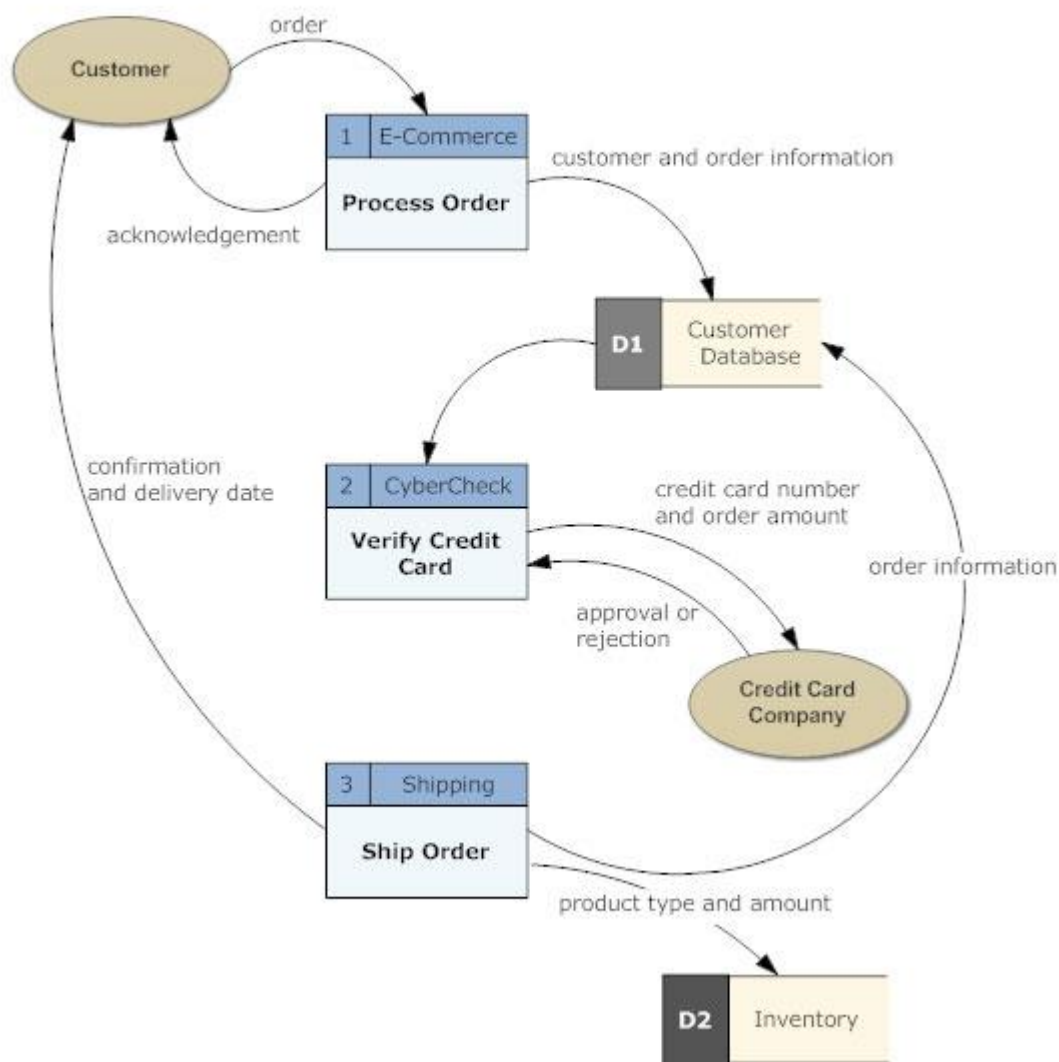 order
Customer
1 E-Commerce
Process Order
customer and order information
acknowledgement
D1
Customer
Database
confirmation
and delivery date
2 CyberCheck
Verify Credit
Card
credit card number
and order amount
order information
approval or
rejection
Credit Card
Company
3 Shipping
Ship Order
product type and amount
D2 Inventory